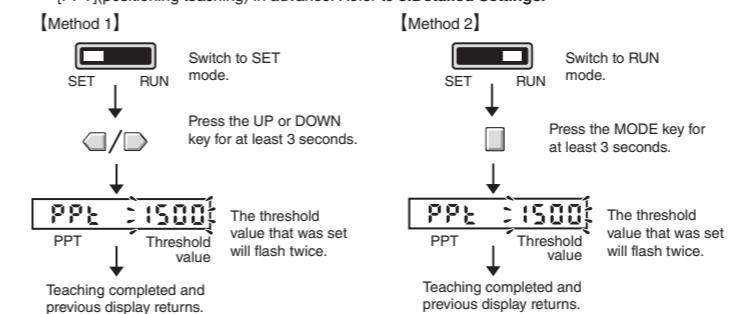 [PPT](positioning teaching) in advance. Refer to 8.Detailed Settings.
【Method 1】
SET RUN
Switch to SET
mode.
Press the UP or DOWN
key for at least 3 seconds.
/
PPt 1500
PPT
Threshold
value
The threshold
value that was set
will flash twice.
Teaching completed and
previous display returns.
【Method 2】
SET RUN
Switch to RUN
mode.
Press the MODE key for
at least 3 seconds.
PPt 1500
PPT
Threshold
value
The threshold
value that was set
will flash twice.
Teaching completed and
previous display returns.